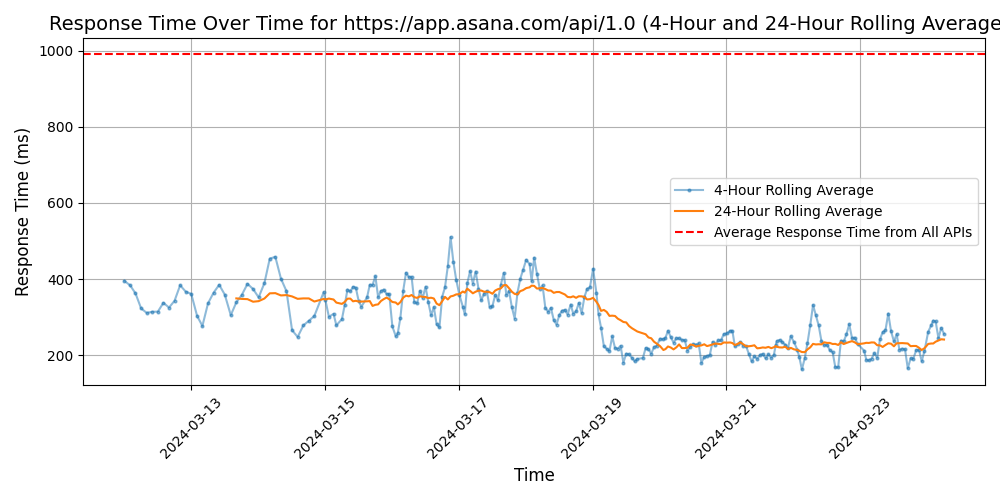 Response Time Over Time for https://app.asana.com/api/1.0 (4-Hour and 24-Hour Rolling Average
1000
800
600
400
200
Response Time (ms)
4-Hour Rolling Average
24-Hour Rolling Average
Average Response Time from All APIs
2024-03-13
2024-03-15
2024-03-17
2024-03-19
2024-03-21
2024-03-23
Time